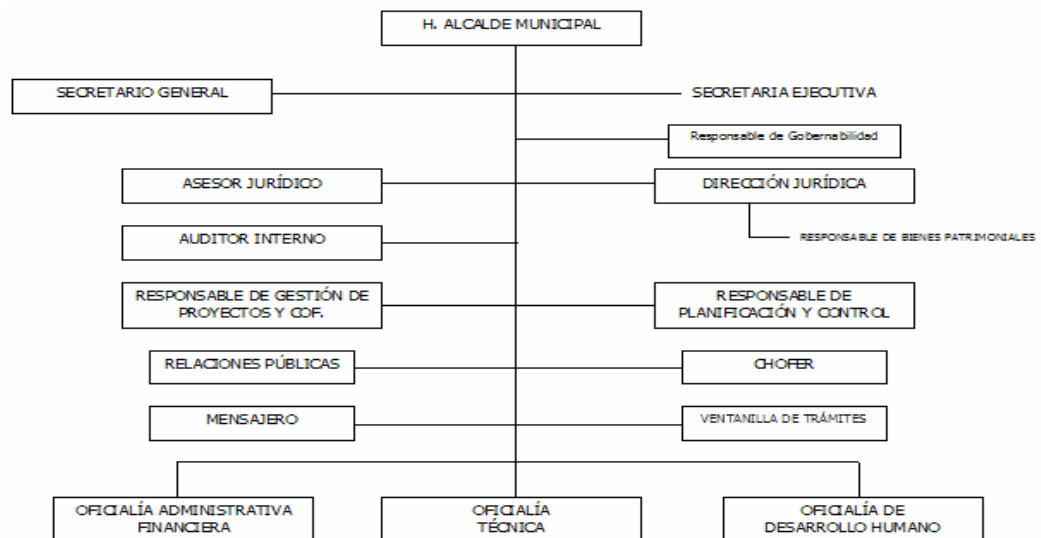 H. ALCALDE MUNICIPAL
SECRETARIO GENERAL
SECRETARIA EJECUTIVA
Responsable de Gobernabilidad
ASESOR JURÍDICO
DIRECCIÓN JURÍDICA
AUDITOR INTERNO
RESPONSABLE DE BIENES PATRIMONIALES
RESPONSABLE DE GESTIÓN DE
PROYECTOS Y COF.
RESPONSABLE DE
PLANIFICACIÓN Y CONTROL
RELACIONES PÚBLICAS
CHOFER
MENSAJERO
VENTANILLA DE TRÁMITES
OFICIALÍA ADMINISTRATIVA
FINANCIERA
OFICIALÍA
TÉCNICA
OFICIALÍA DE
DESARROLLO HUMANO